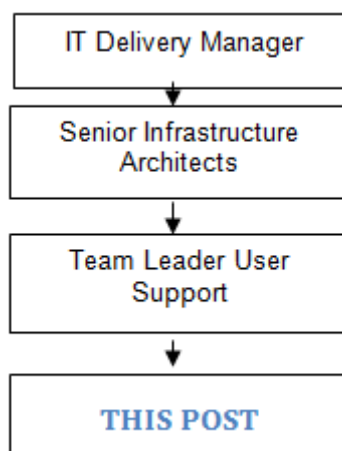 IT Delivery Manager
Senior Infrastructure
Architects
Team Leader User
Support
THIS POST